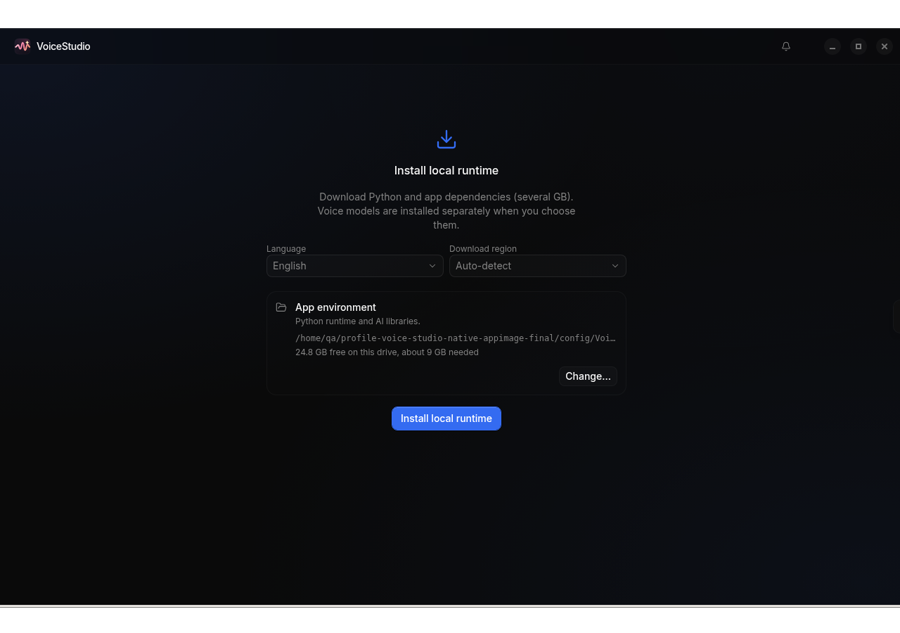 VoiceStudio
Install local runtime
Download Python and app dependencies (several GB).
Voice models are installed separately when you choose
them.
Language
Download region
English
Auto-detect
App environment
Python runtime and AI libraries.
/home/qa/profile-voice-studio-native-appimage-final/config/Voi…
24.8 GB free on this drive, about 9 GB needed
Change...
Install local runtime